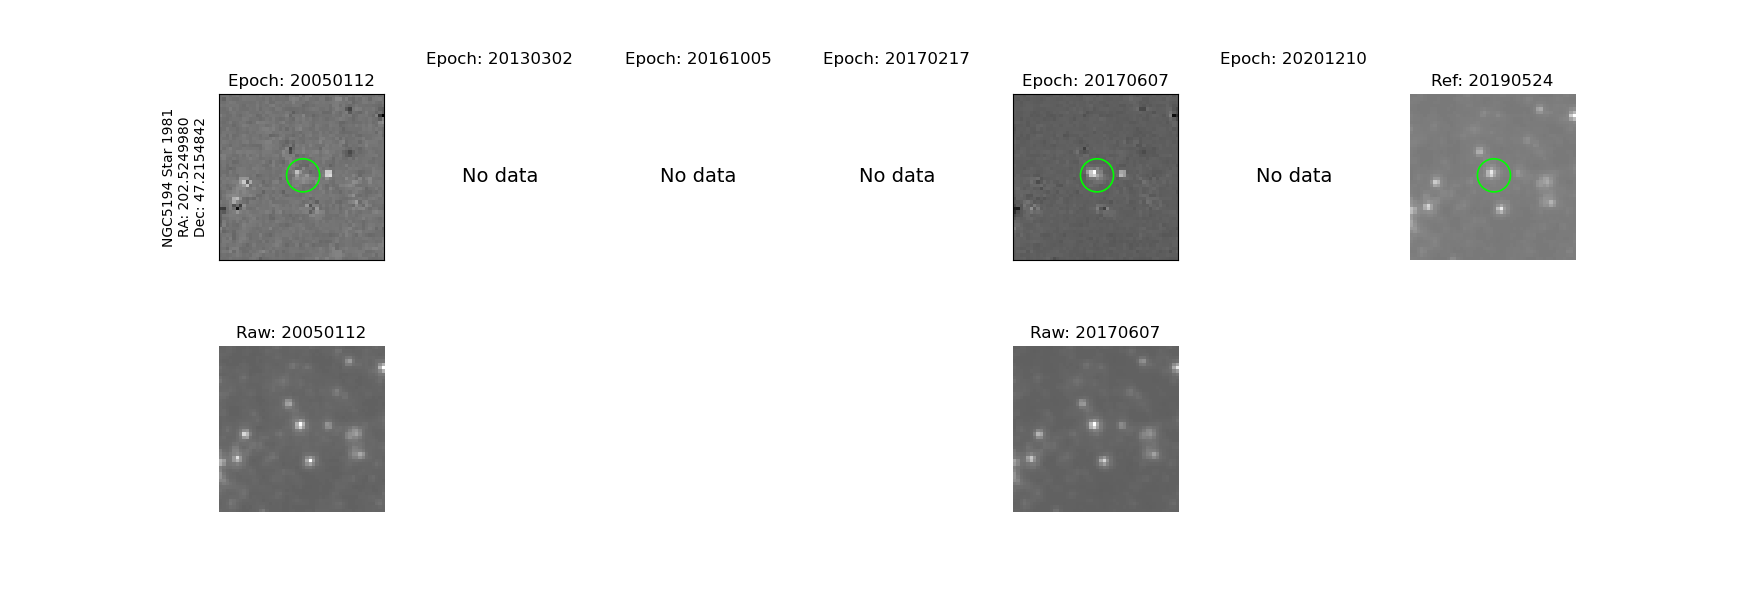 Epoch: 20050112
Epoch: 20130302
Epoch: 20161005
Epoch: 20170217
Epoch: 20170607
Epoch: 20201210
Ref: 20190524
NGC5194 Star 1981
RA: 202.5249980
Dec: 47.2154842
No data
No data
No data
No data
Raw: 20050112
Raw: 20170607